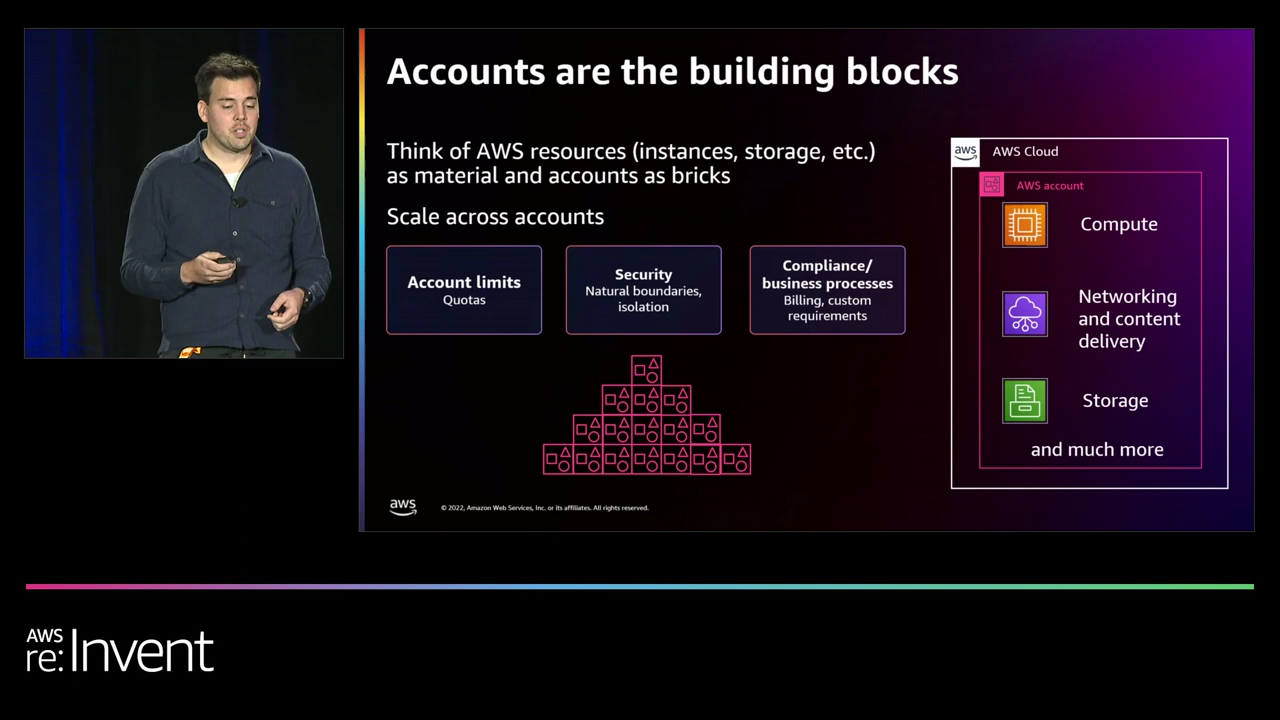 Accounts are the building blocks
Think of AWS resources (instances, storage, etc.)
as material and accounts as bricks
Scale across accounts
Account limits
Quotas
Security
Natural boundaries,
isolation
Compliance/
business processes
Billing, custom
requirements
aws
AWS Cloud
AWS account
Compute
Networking
and content
delivery
Storage
and much more
aws
© 2022, Amazon Web Services, Inc. or its affiliates. All rights reserved.
AWS
re:Invent